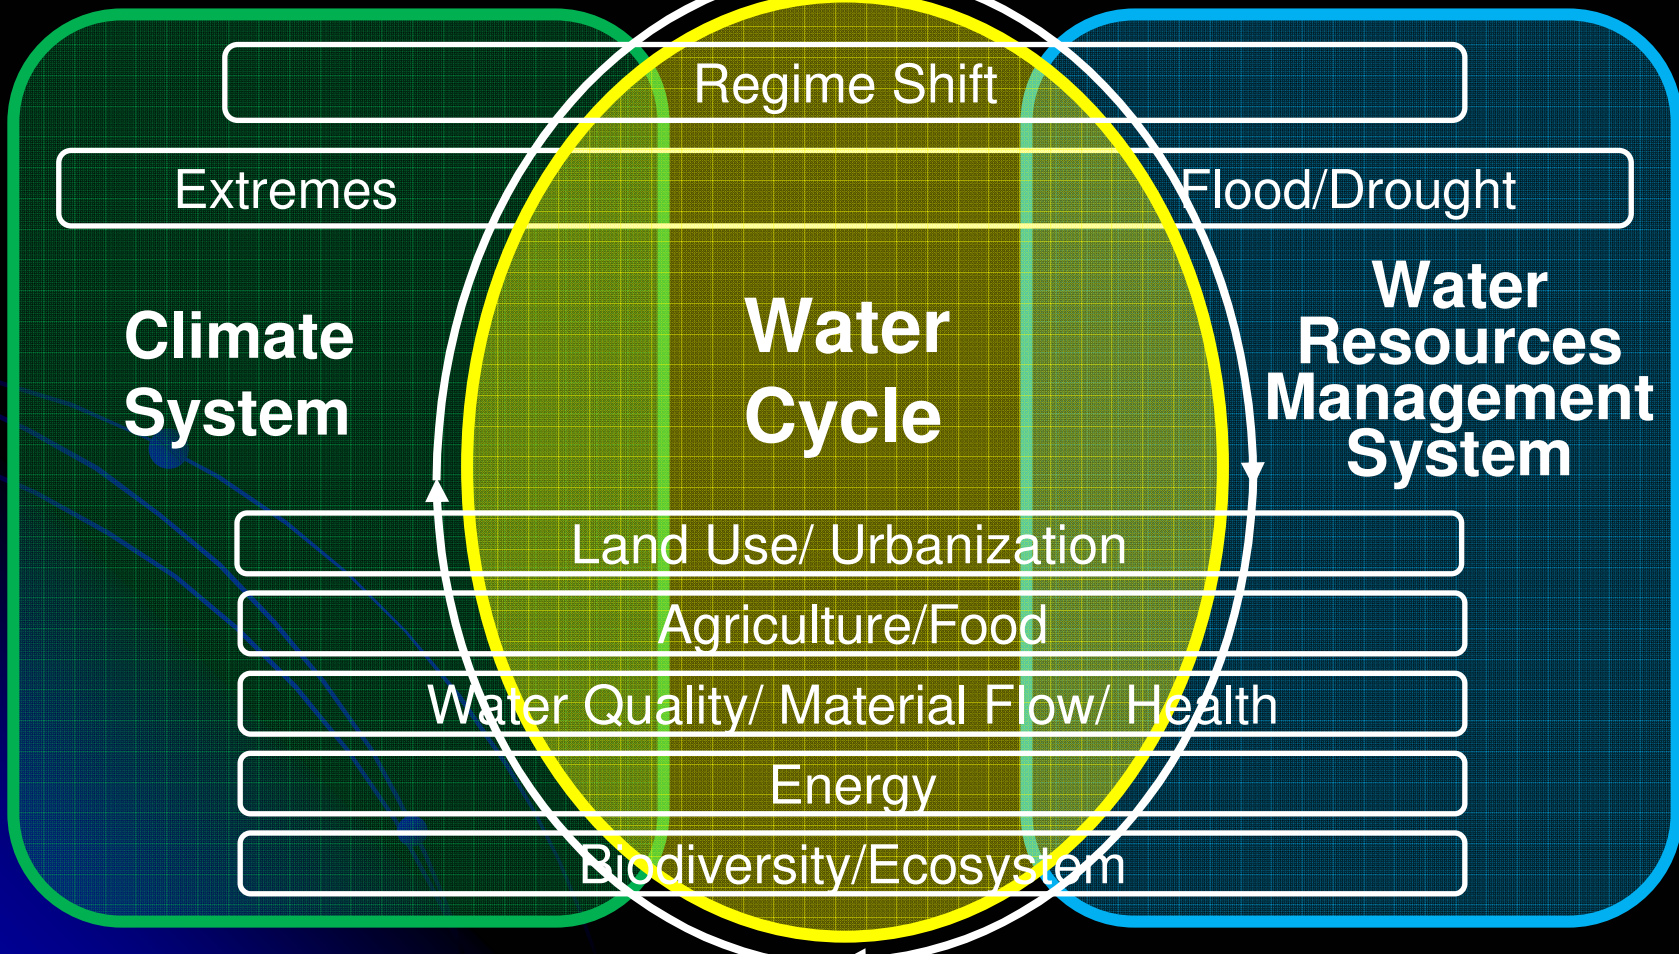 Regime Shift
Extremes
Flood/Drought
Climate
System
Water
Cycle
Water
Resources
Management
System
Land Use/ Urbanization
Agriculture/Food
Water Quality/ Material Flow/ Health
Energy
Biodiversity/Ecosystem